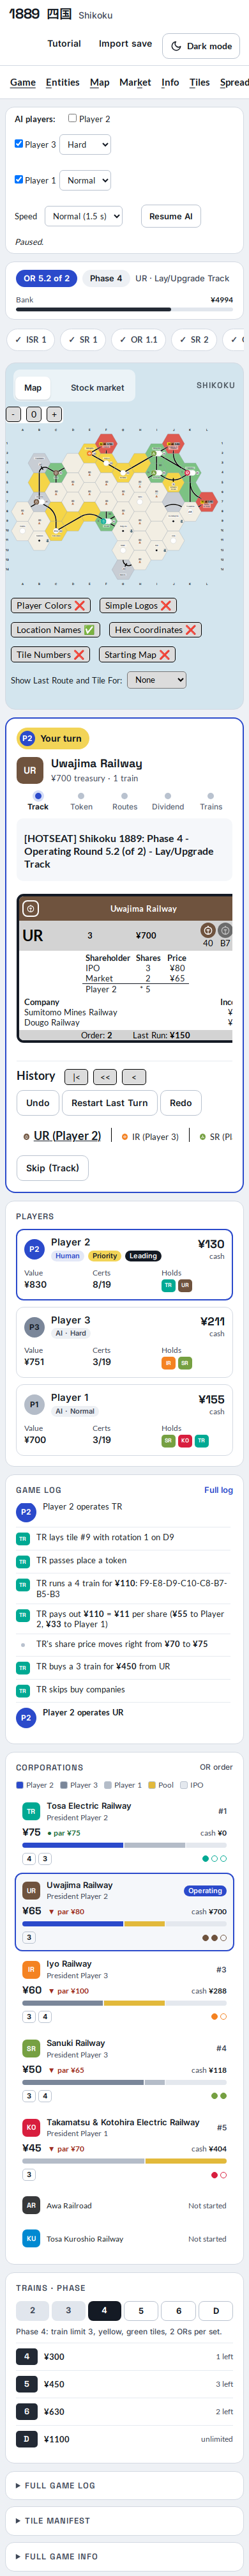 1889 四国 Shikoku
Tutorial Import save Dark mode
Game Entities Map Market Info Tiles Spread
AI players: Player 2
Player 3 Hard
Player 1 Normal
Speed Normal (1.5 s) Resume AI
Paused.
OR 5.2 of 2 Phase 4 UR · Lay/Upgrade Track
Bank ¥4994
✓ ISR 1 ✓ SR 1 ✓ OR 1.1 ✓ SR 2 ✓
Map Stock market SHIKOKU
- 0 +
Player Colors ❌ Simple Logos ❌
Location Names ✅ Hex Coordinates ❌
Tile Numbers ❌ Starting Map ❌
Show Last Route and Tile For: None
P2 Your turn
UR Uwajima Railway
¥700 treasury · 1 train
Track Token Routes Dividend Trains
[HOTSEAT] Shikoku 1889: Phase 4 -
Operating Round 5.2 (of 2) - Lay/Upgrade
Track
Uwajima Railway
UR 3 ¥700 40 B7
Shareholder Shares Price
IPO 3 ¥80
Market 2 ¥65
Player 2 * 5
Company Inc
Sumitomo Mines Railway ¥
Dougo Railway ¥
Order: 2 Last Run: ¥150
History |< << <
Undo Restart Last Turn Redo
UR (Player 2) IR (Player 3) SR (Pl
Skip (Track)
PLAYERS
P2 Player 2 ¥130
Human Priority Leading cash
Value Certs Holds
¥830 8/19 TR UR
P3 Player 3 ¥211
AI · Hard cash
Value Certs Holds
¥751 3/19 IR SR
P1 Player 1 ¥155
AI · Normal cash
Value Certs Holds
¥700 8/19 SR KO TR
GAME LOG Full log
P2 Player 2 operates TR
TR TR lays tile #9 with rotation 1 on D9
TR TR passes place a token
TR TR runs a 4 train for ¥110: F9-E8-D9-C10-C8-B7-
B5-B3
TR TR pays out ¥110 = ¥11 per share (¥55 to Player
2, ¥33 to Player 1)
TR's share price moves right from ¥70 to ¥75
TR TR buys a 3 train for ¥450 from UR
TR TR skips buy companies
P2 Player 2 operates UR
CORPORATIONS OR order
Player 2 Player 3 Player 1 Pool IPO
TR Tosa Electric Railway #1
President Player 2
¥75 par ¥75 cash ¥0
4 3
UR Uwajima Railway Operating
President Player 2
¥65 ▼ par ¥80 cash ¥700
3
IR Iyo Railway #3
President Player 3
¥60 ▼ par ¥100 cash ¥288
3 4
SR Sanuki Railway #4
President Player 3
¥50 ▼ par ¥65 cash ¥118
3 4
KO Takamatsu & Kotohira Electric Railway #5
President Player 1
¥45 ▼ par ¥70 cash ¥404
3
AR Awa Railroad Not started
KU Tosa Kuroshio Railway Not started
TRAINS · PHASE
2 3 4 5 6 D
Phase 4: train limit 3, yellow, green tiles, 2 ORs per set.
4 ¥300 1 left
5 ¥450 3 left
6 ¥630 2 left
D ¥1100 unlimited
▶ FULL GAME LOG
▶ TILE MANIFEST
▶ FULL GAME INFO